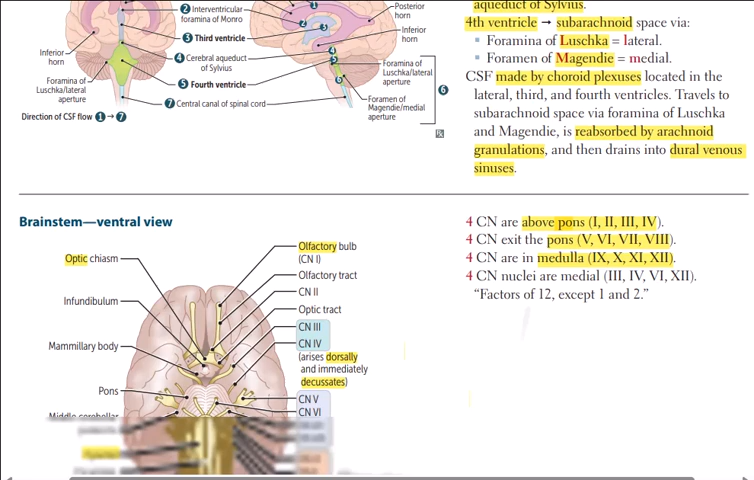 aqueduct of Sylvius.
4th ventricle → subarachnoid space via:
▪ Foramina of Luschka = lateral.
▪ Foramen of Magendie = medial.
CSF made by choroid plexuses located in the
lateral, third, and fourth ventricles. Travels to
subarachnoid space via foramina of Luschka
and Magendie, is reabsorbed by arachnoid
granulations, and then drains into dural venous
sinuses.
2 Interventricular
foramina of Monro
3 Third ventricle
4 Cerebral aqueduct
of Sylvius
5 Fourth ventricle
7 Central canal of spinal cord
Inferior
horn
Foramina of
Luschka/lateral
aperture
Direction of CSF flow 1 → 7
1
2
3
4
5
6
Posterior
horn
Inferior
horn
Foramina of
Luschka/lateral
aperture
Foramen of
Magendie/medial
aperture
6
Brainstem—ventral view
Optic chiasm
Infundibulum
Mammillary body
Pons
Middle cerebellar
Olfactory bulb
(CN I)
Olfactory tract
CN II
Optic tract
CN III
CN IV
(arises dorsally
and immediately
decussates)
CN V
CN VI
4 CN are above pons (I, II, III, IV).
4 CN exit the pons (V, VI, VII, VIII).
4 CN are in medulla (IX, X, XI, XII).
4 CN nuclei are medial (III, IV, VI, XII).
“Factors of 12, except 1 and 2.”